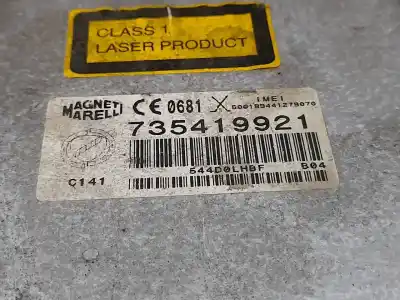 CLASS 1
LASER PRODUCT
MAGNETI
MARELLI
CE 0681
IMEI
735419921
544D0LHBF
B04
C141